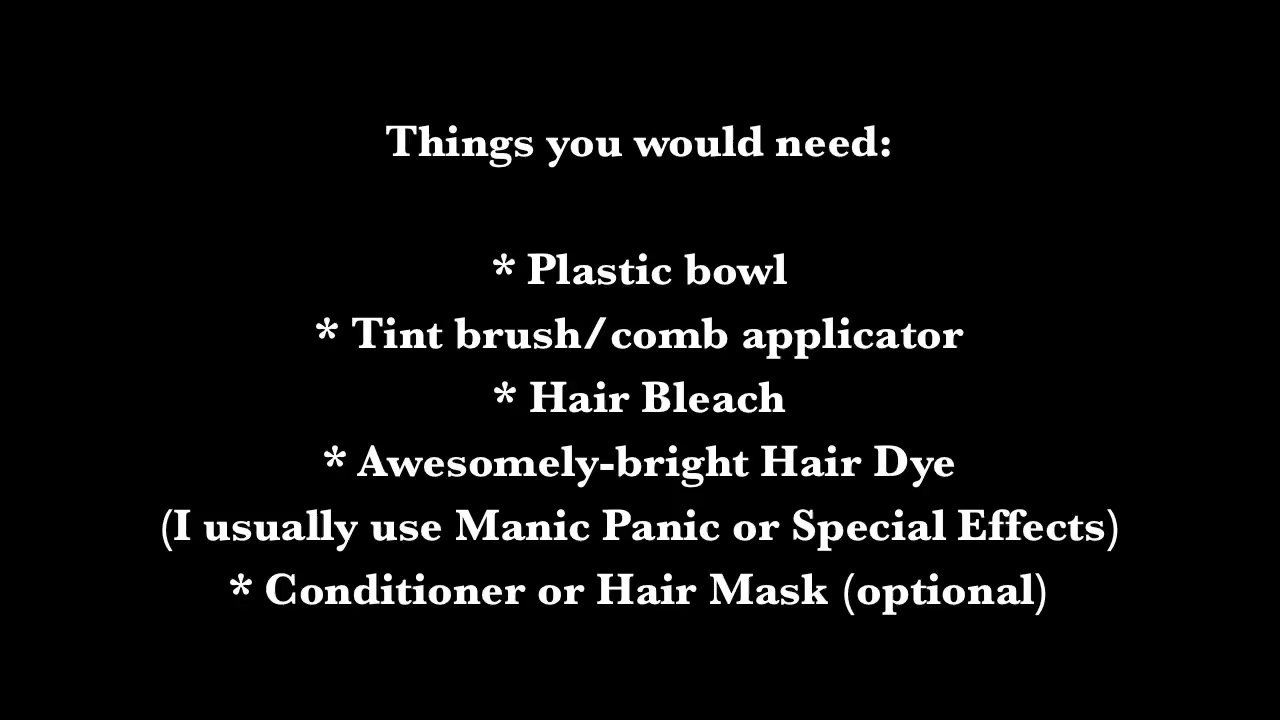 Things you would need:
* Plastic bowl
* Tint brush/comb applicator
* Hair Bleach
* Awesomely-bright Hair Dye
(I usually use Manic Panic or Special Effects)
* Conditioner or Hair Mask (optional)